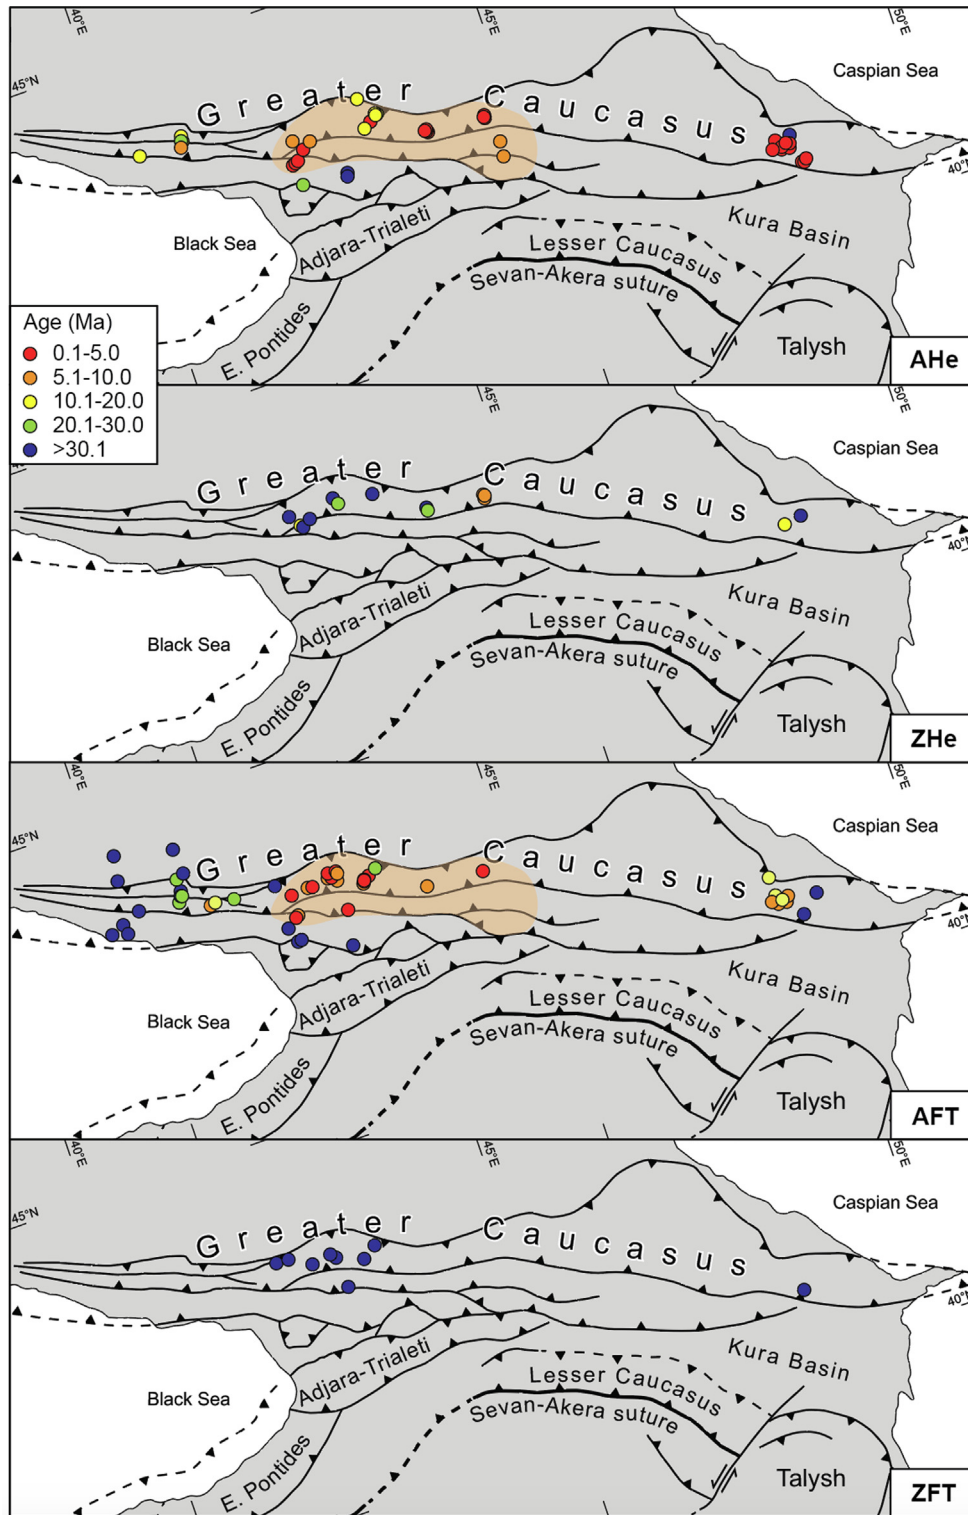 40°E
45°E
50°E
Caspian Sea
45°N
Greater Caucasus
40°N
Black Sea
Adjara-Trialeti
Kura Basin
Lesser Caucasus
Sevan-Akera suture
E. Pontides
Talysh
AHe
Age (Ma)
0.1-5.0
5.1-10.0
10.1-20.0
20.1-30.0
>30.1
45°E
50°E
Caspian Sea
Greater Caucasus
40°N
Kura Basin
Black Sea
Adjara-Trialeti
Lesser Caucasus
Sevan-Akera suture
E. Pontides
Talysh
ZHe
40°E
45°E
50°E
Caspian Sea
45°N
Greater Caucasus
40°N
Kura Basin
Black Sea
Adjara-Trialeti
Lesser Caucasus
Sevan-Akera suture
E. Pontides
Talysh
AFT
40°E
45°E
50°E
Caspian Sea
45°N
Greater Caucasus
40°N
Kura Basin
Black Sea
Adjara-Trialeti
Lesser Caucasus
Sevan-Akera suture
E. Pontides
Talysh
ZFT